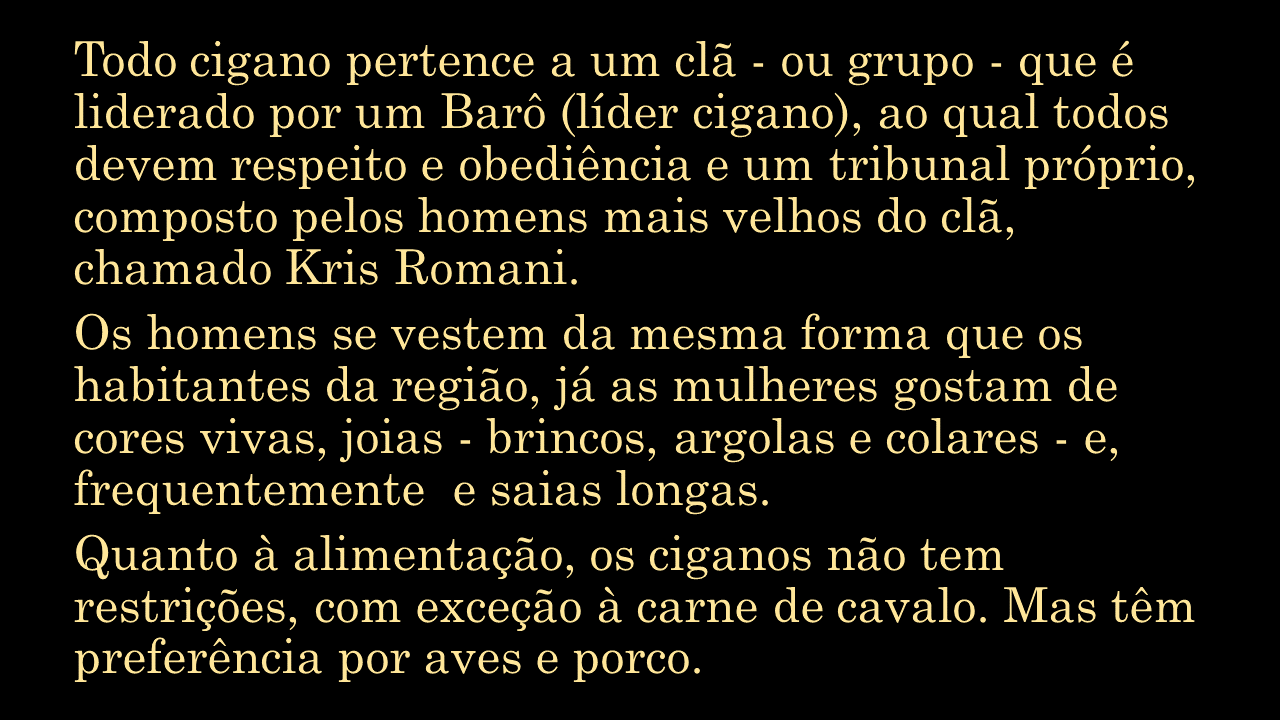 Todo cigano pertence a um clã - ou grupo - que é
liderado por um Barô (líder cigano), ao qual todos
devem respeito e obediência e um tribunal próprio,
composto pelos homens mais velhos do clã,
chamado Kris Romani.
Os homens se vestem da mesma forma que os
habitantes da região, já as mulheres gostam de
cores vivas, joias - brincos, argolas e colares - e,
frequentemente  e saias longas.
Quanto à alimentação, os ciganos não tem
restrições, com exceção à carne de cavalo. Mas têm
preferência por aves e porco.